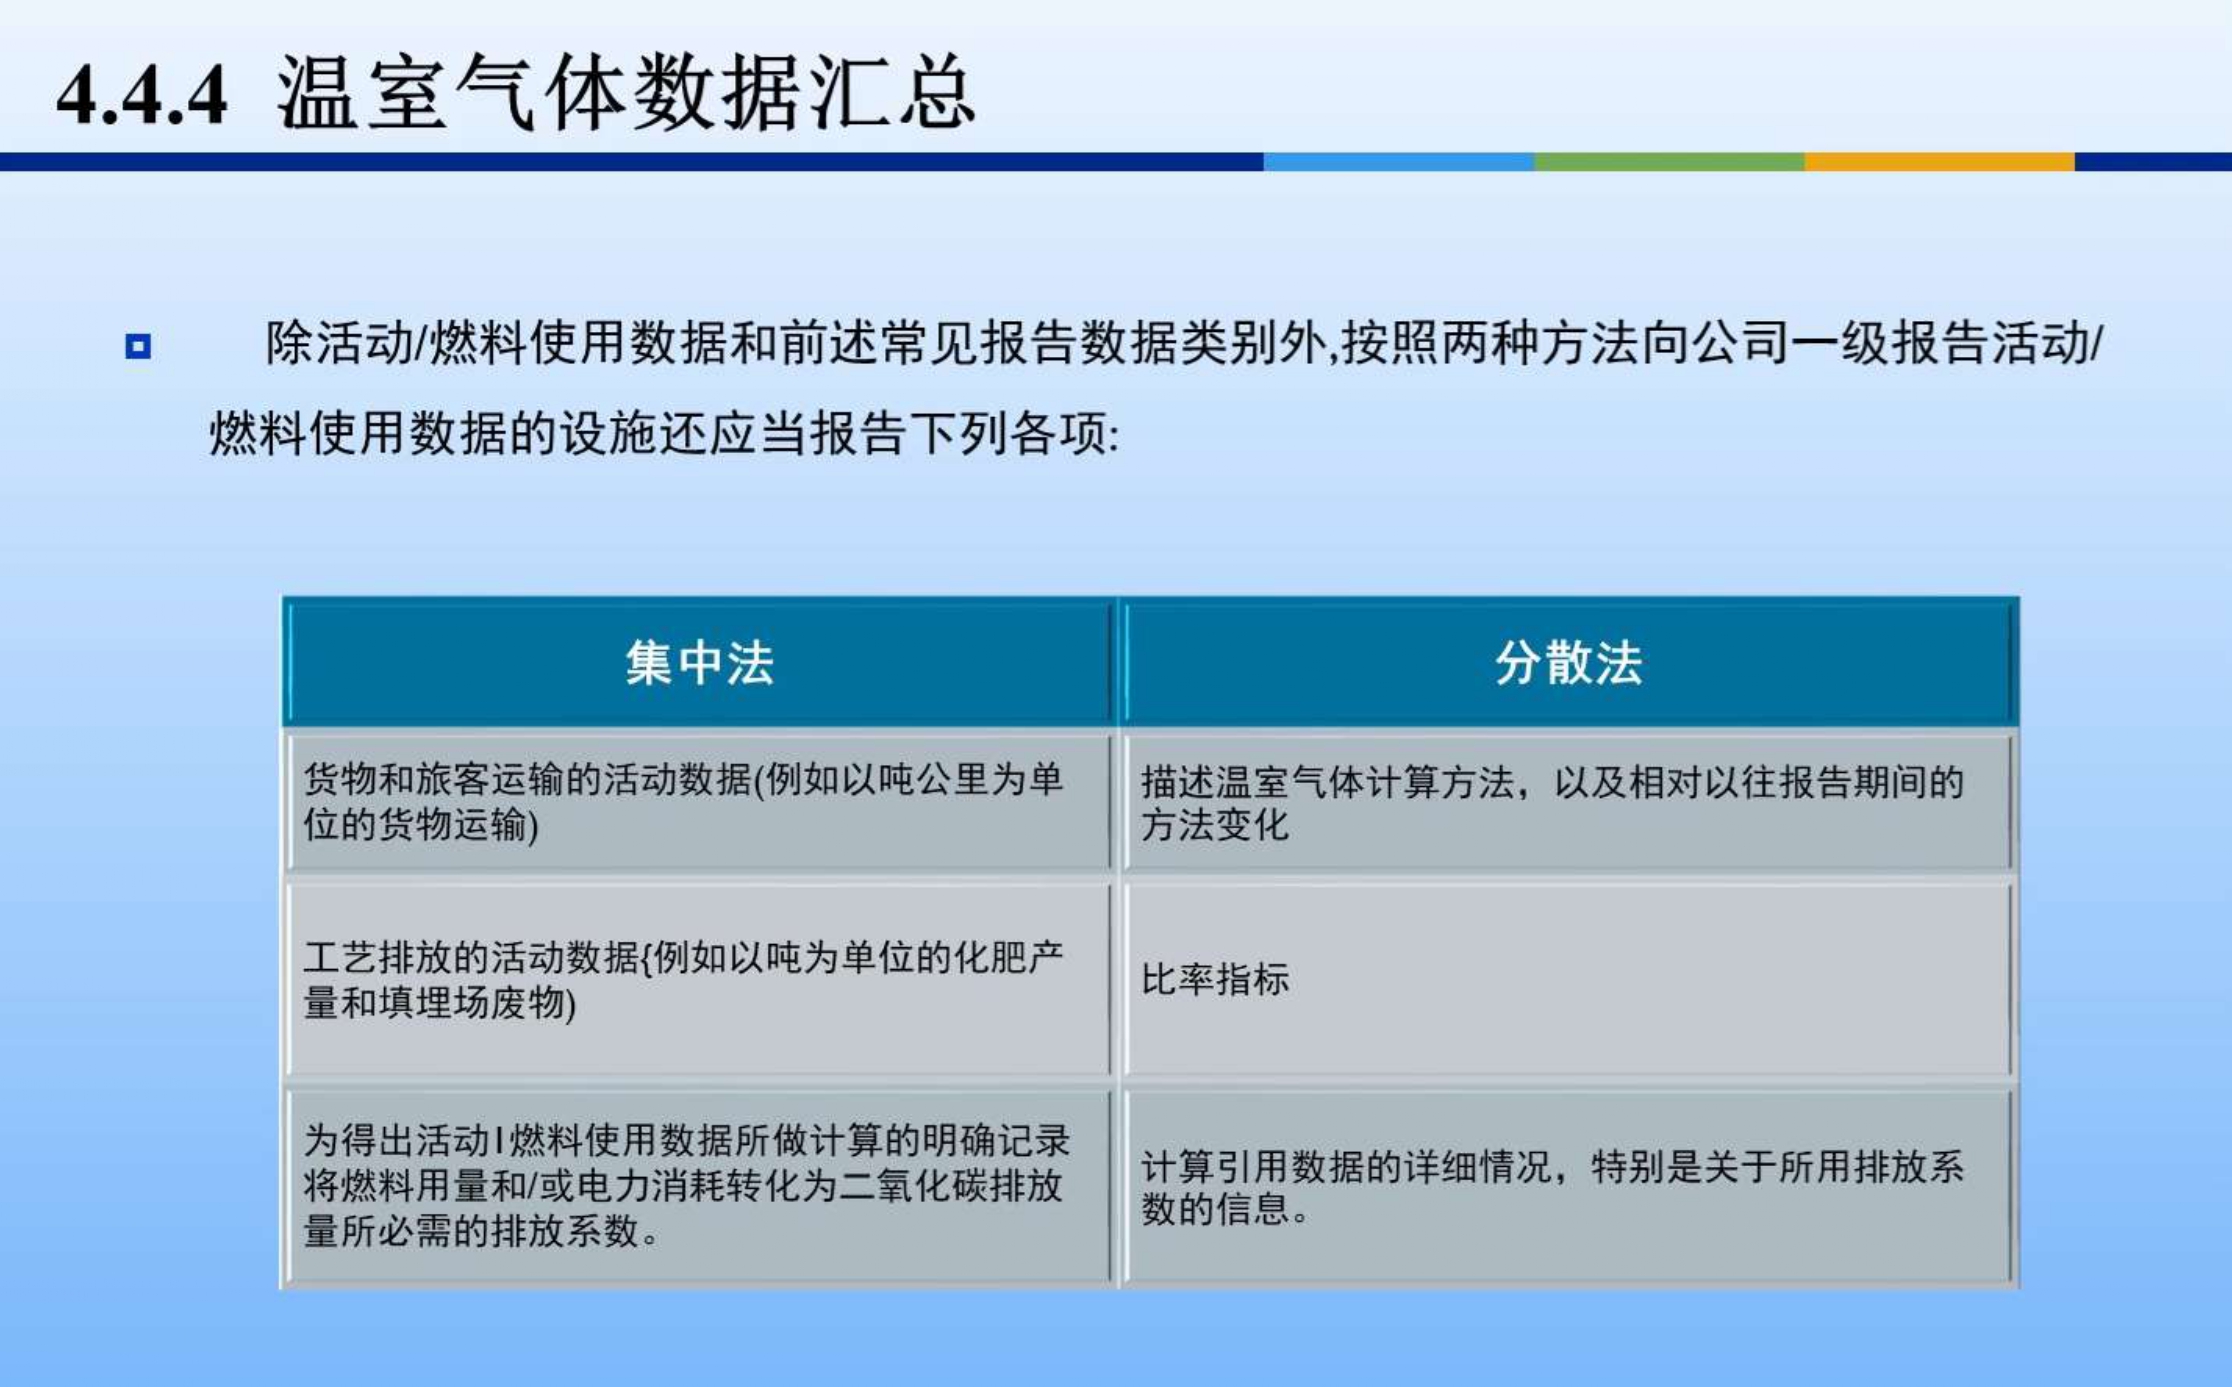 4.4.4 温室气体数据汇总
除活动/燃料使用数据和前述常见报告数据类别外,按照两种方法向公司一级报告活动/
燃料使用数据的设施还应当报告下列各项:
集中法
分散法
货物和旅客运输的活动数据(例如以吨公里为单
位的货物运输)
描述温室气体计算方法，以及相对以往报告期间的
方法变化
工艺排放的活动数据{例如以吨为单位的化肥产
量和填埋场废物)
比率指标
为得出活动I燃料使用数据所做计算的明确记录
将燃料用量和/或电力消耗转化为二氧化碳排放
量所必需的排放系数。
计算引用数据的详细情况，特别是关于所用排放系
数的信息。